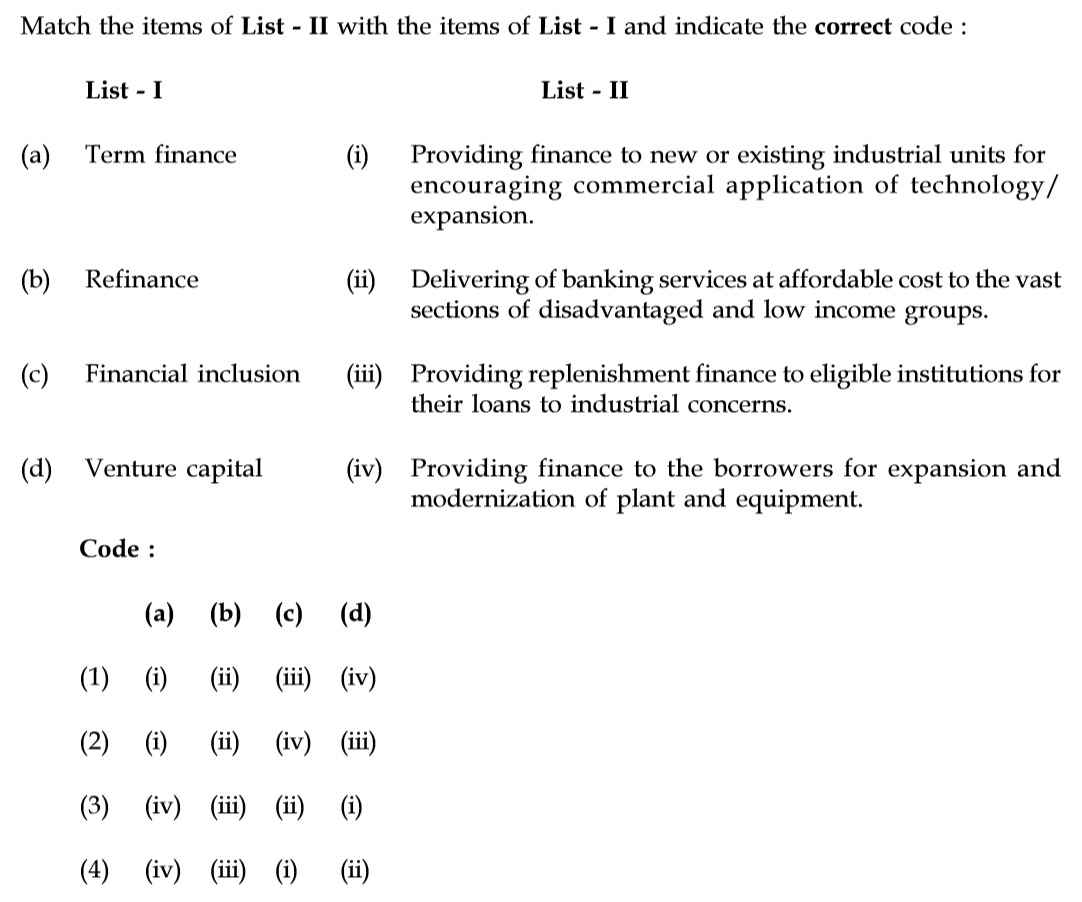 Match the items of List - II with the items of List - I and indicate the correct code :
List - I List - II
(a) Term finance (i) Providing finance to new or existing industrial units for
encouraging commercial application of technology/
expansion.
(b) Refinance (ii) Delivering of banking services at affordable cost to the vast
sections of disadvantaged and low income groups.
(c) Financial inclusion (iii) Providing replenishment finance to eligible institutions for
their loans to industrial concerns.
(d) Venture capital (iv) Providing finance to the borrowers for expansion and
modernization of plant and equipment.
Code :
(a) (b) (c) (d)
(1) (i) (ii) (iii) (iv)
(2) (i) (ii) (iv) (iii)
(3) (iv) (iii) (ii) (i)
(4) (iv) (iii) (i) (ii)